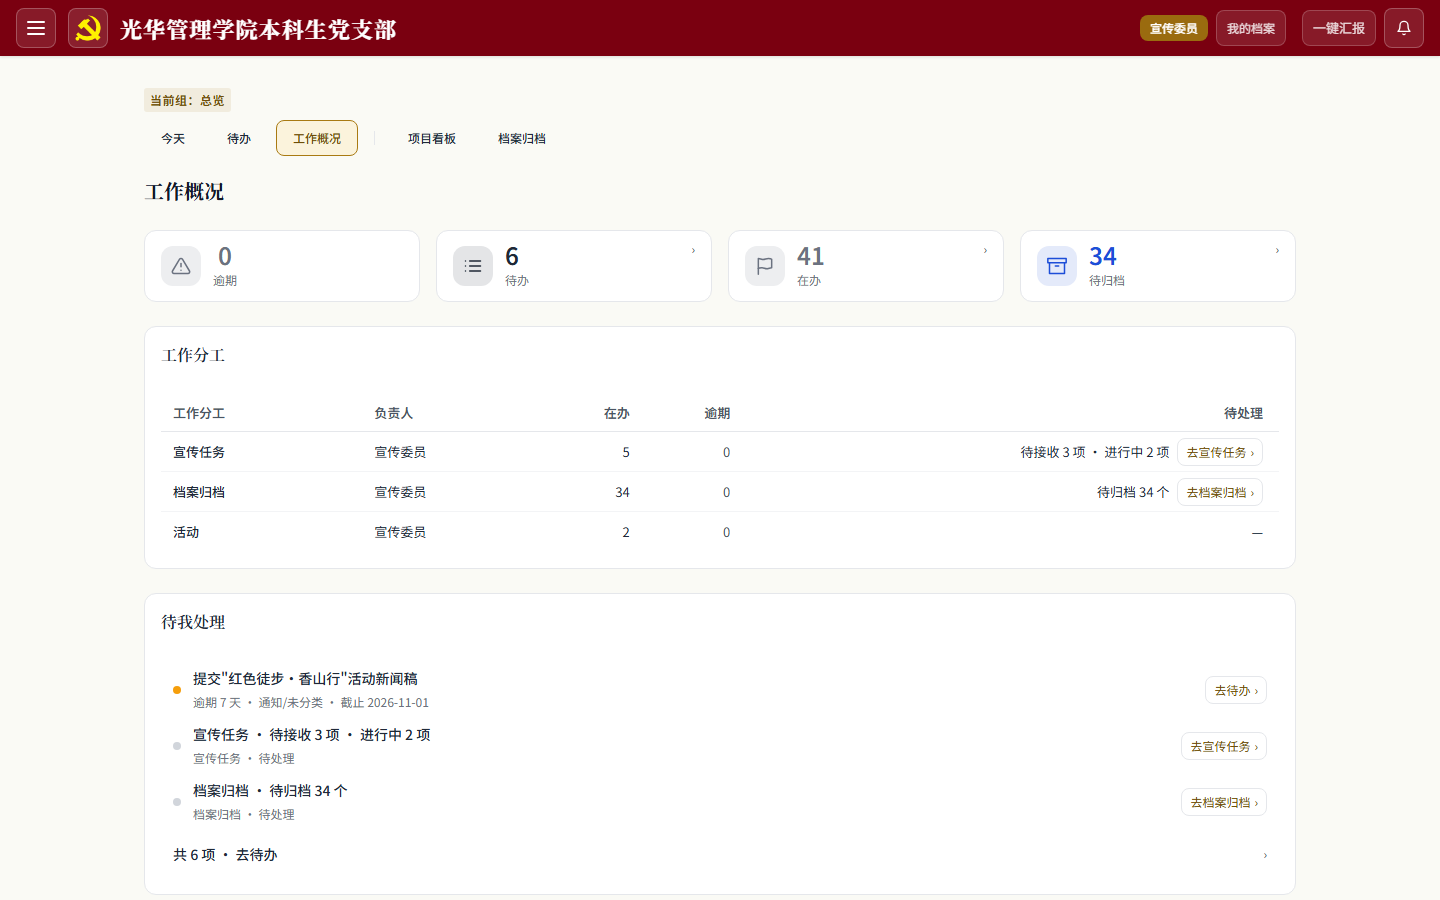 光华管理学院本科生党支部
宣传委员
我的档案
一键汇报
当前组：总览
今天
待办
工作概况
项目看板
档案归档
工作概况
0
逾期
6
待办
›
41
在办
›
34
待归档
›
工作分工
工作分工 负责人 在办 逾期 待处理
宣传任务 宣传委员 5 0 待接收 3 项 · 进行中 2 项 去宣传任务 ›
档案归档 宣传委员 34 0 待归档 34 个 去档案归档 ›
活动 宣传委员 2 0 —
待我处理
提交"红色徒步·香山行"活动新闻稿
逾期 7 天 · 通知/未分类 · 截止 2026-11-01
去待办 ›
宣传任务 · 待接收 3 项 · 进行中 2 项
宣传任务 · 待处理
去宣传任务 ›
档案归档 · 待归档 34 个
档案归档 · 待处理
去档案归档 ›
共 6 项 · 去待办 ›